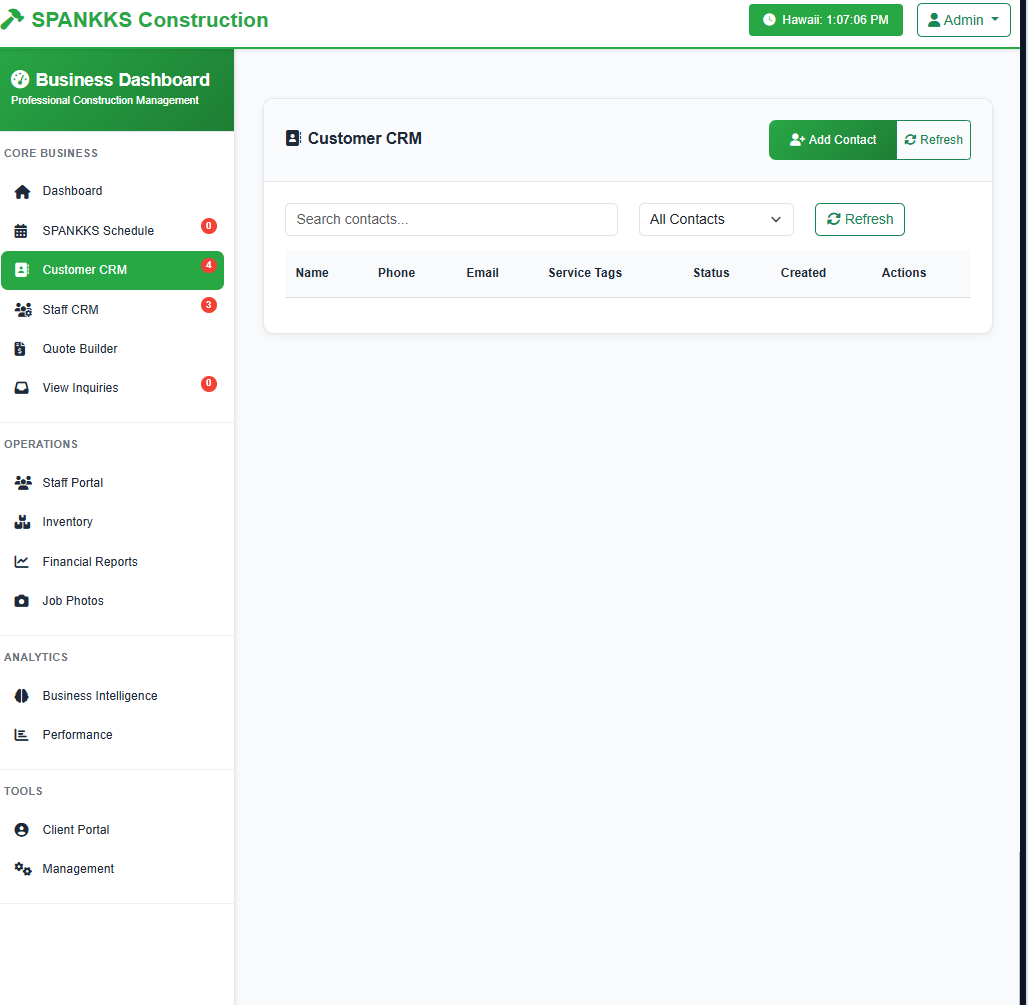 SPANKKS Construction
Hawaii: 1:07:06 PM
Admin
Business Dashboard
Professional Construction Management
CORE BUSINESS
Dashboard
SPANKKS Schedule 0
Customer CRM 4
Staff CRM 3
Quote Builder
View Inquiries 0
OPERATIONS
Staff Portal
Inventory
Financial Reports
Job Photos
ANALYTICS
Business Intelligence
Performance
TOOLS
Client Portal
Management
Customer CRM
Add Contact
Refresh
Search contacts...
All Contacts
Refresh
Name Phone Email Service Tags Status Created Actions